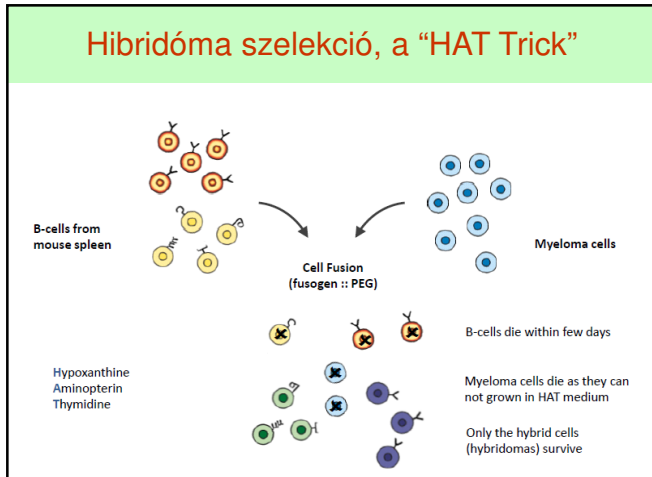 Hibridóma szelekció, a “HAT Trick”
B-cells from
mouse spleen
Myeloma cells
Cell Fusion
(fusogen :: PEG)
B-cells die within few days
Hypoxanthine
Aminopterin
Thymidine
Myeloma cells die as they can
not grown in HAT medium
Only the hybrid cells
(hybridomas) survive